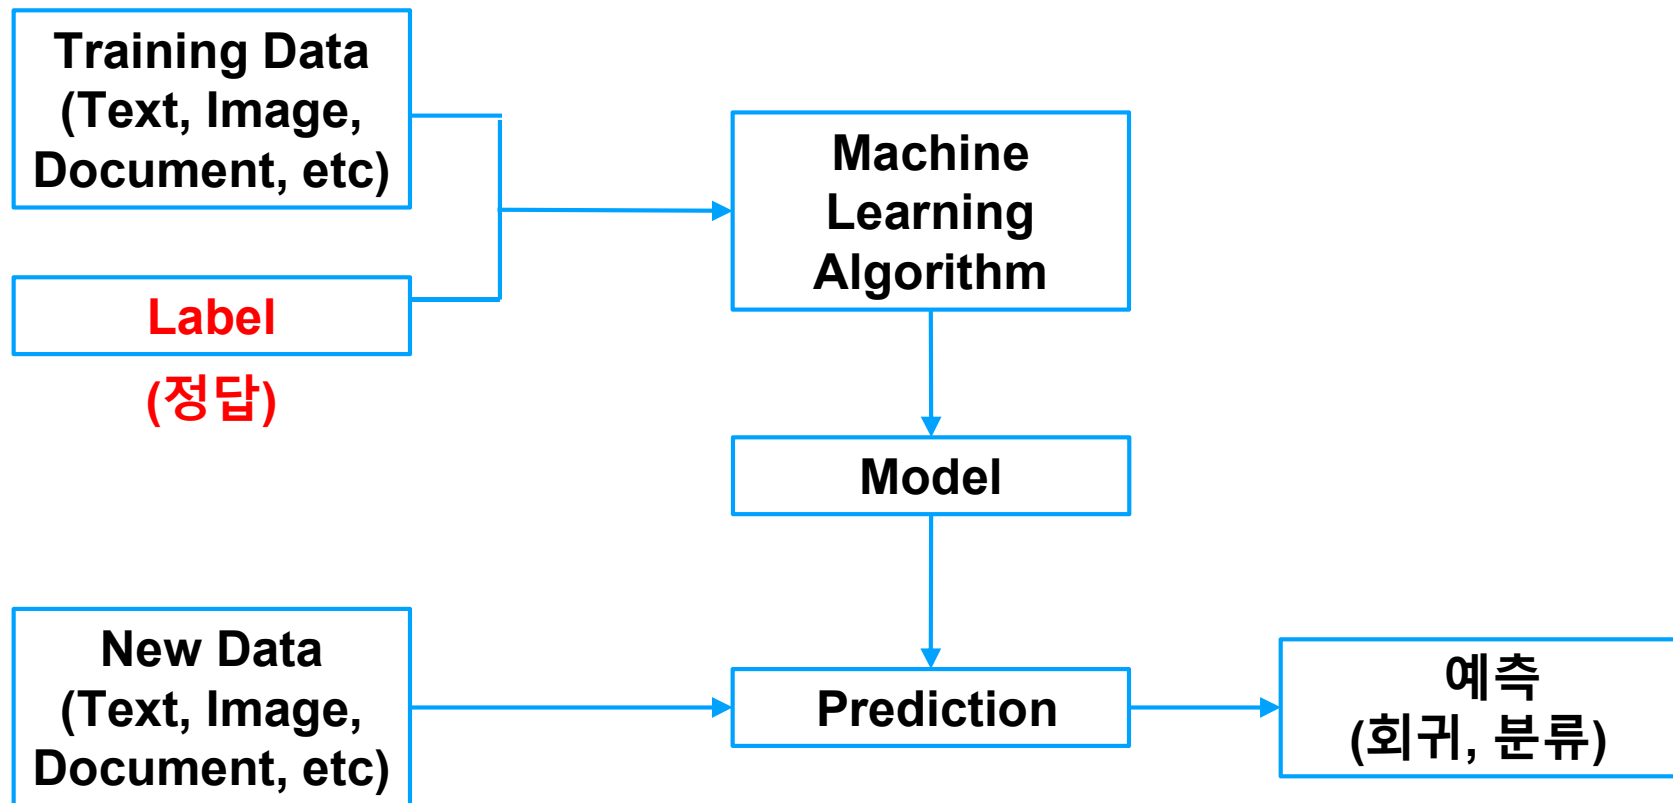 Training Data
(Text, Image,
Document, etc)
Label
(정답)
Machine
Learning
Algorithm
Model
New Data
(Text, Image,
Document, etc)
Prediction
예측
(회귀, 분류)